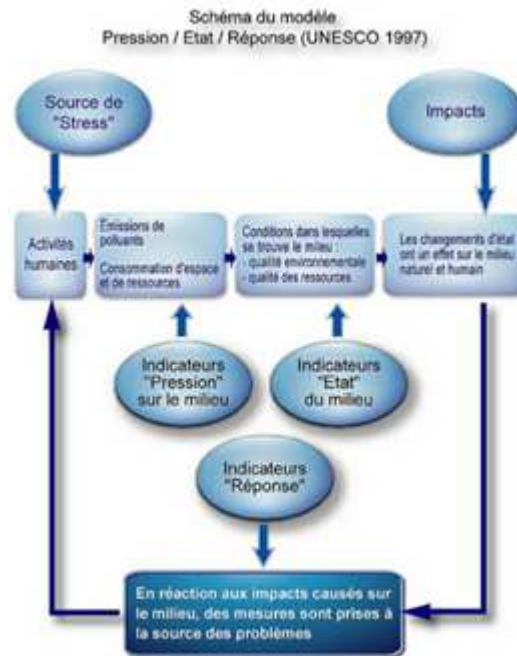 Schéma du modèle
Pression / Etat / Réponse (UNESCO 1997)
Source de
"Stress"
Impacts
Activités
humaines
Emissions de
polluants
Consommation d'espace
et de ressources
Conditions dans lesquelles
se trouve le milieu :
- qualité environnementale
- qualité des ressources
Les changements d'état
ont un effet sur le milieu
naturel et humain
Indicateurs
"Pression"
sur le milieu
Indicateurs
"Etat"
du milieu
Indicateurs
"Réponse"
En réaction aux impacts causés sur
le milieu, des mesures sont prises à
la source des problèmes